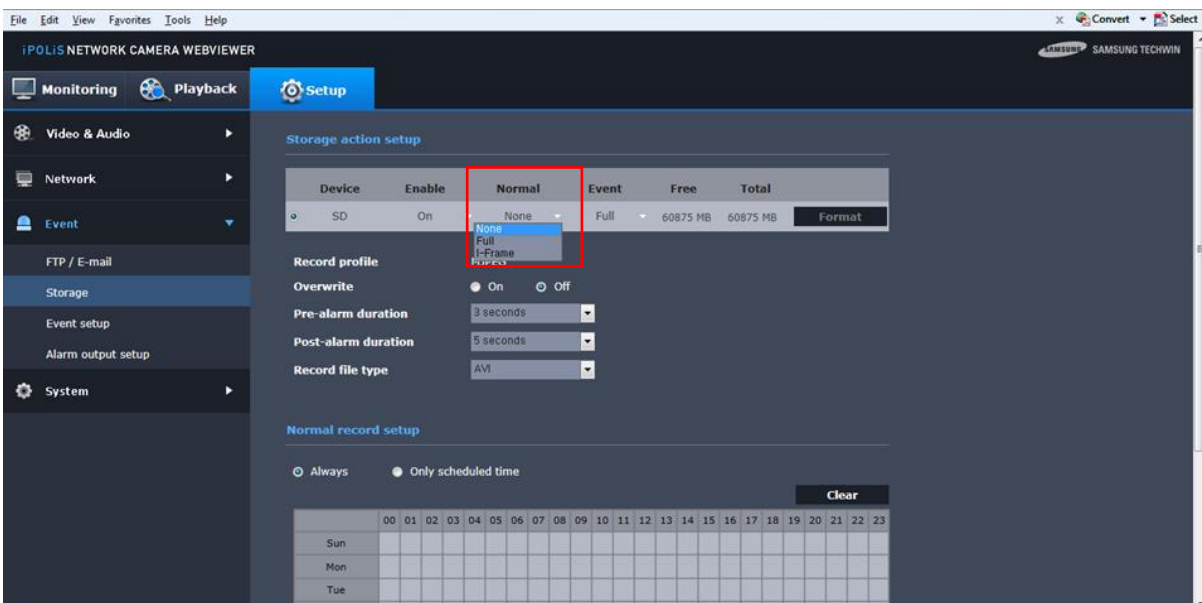 File Edit View Favorites Tools Help x Convert Select
iPOLiS NETWORK CAMERA WEBVIEWER SAMSUNG SAMSUNG TECHWIN
Monitoring Playback Setup
Video & Audio
Network
Event
FTP / E-mail
Storage
Event setup
Alarm output setup
System
Storage action setup
Device Enable Normal Event Free Total
SD On None Full 60875 MB 60875 MB Format
None
Full
I-Frame
Record profile
Overwrite On Off
Pre-alarm duration 3 seconds
Post-alarm duration 5 seconds
Record file type AVI
Normal record setup
Always Only scheduled time
Clear
00 01 02 03 04 05 06 07 08 09 10 11 12 13 14 15 16 17 18 19 20 21 22 23
Sun
Mon
Tue